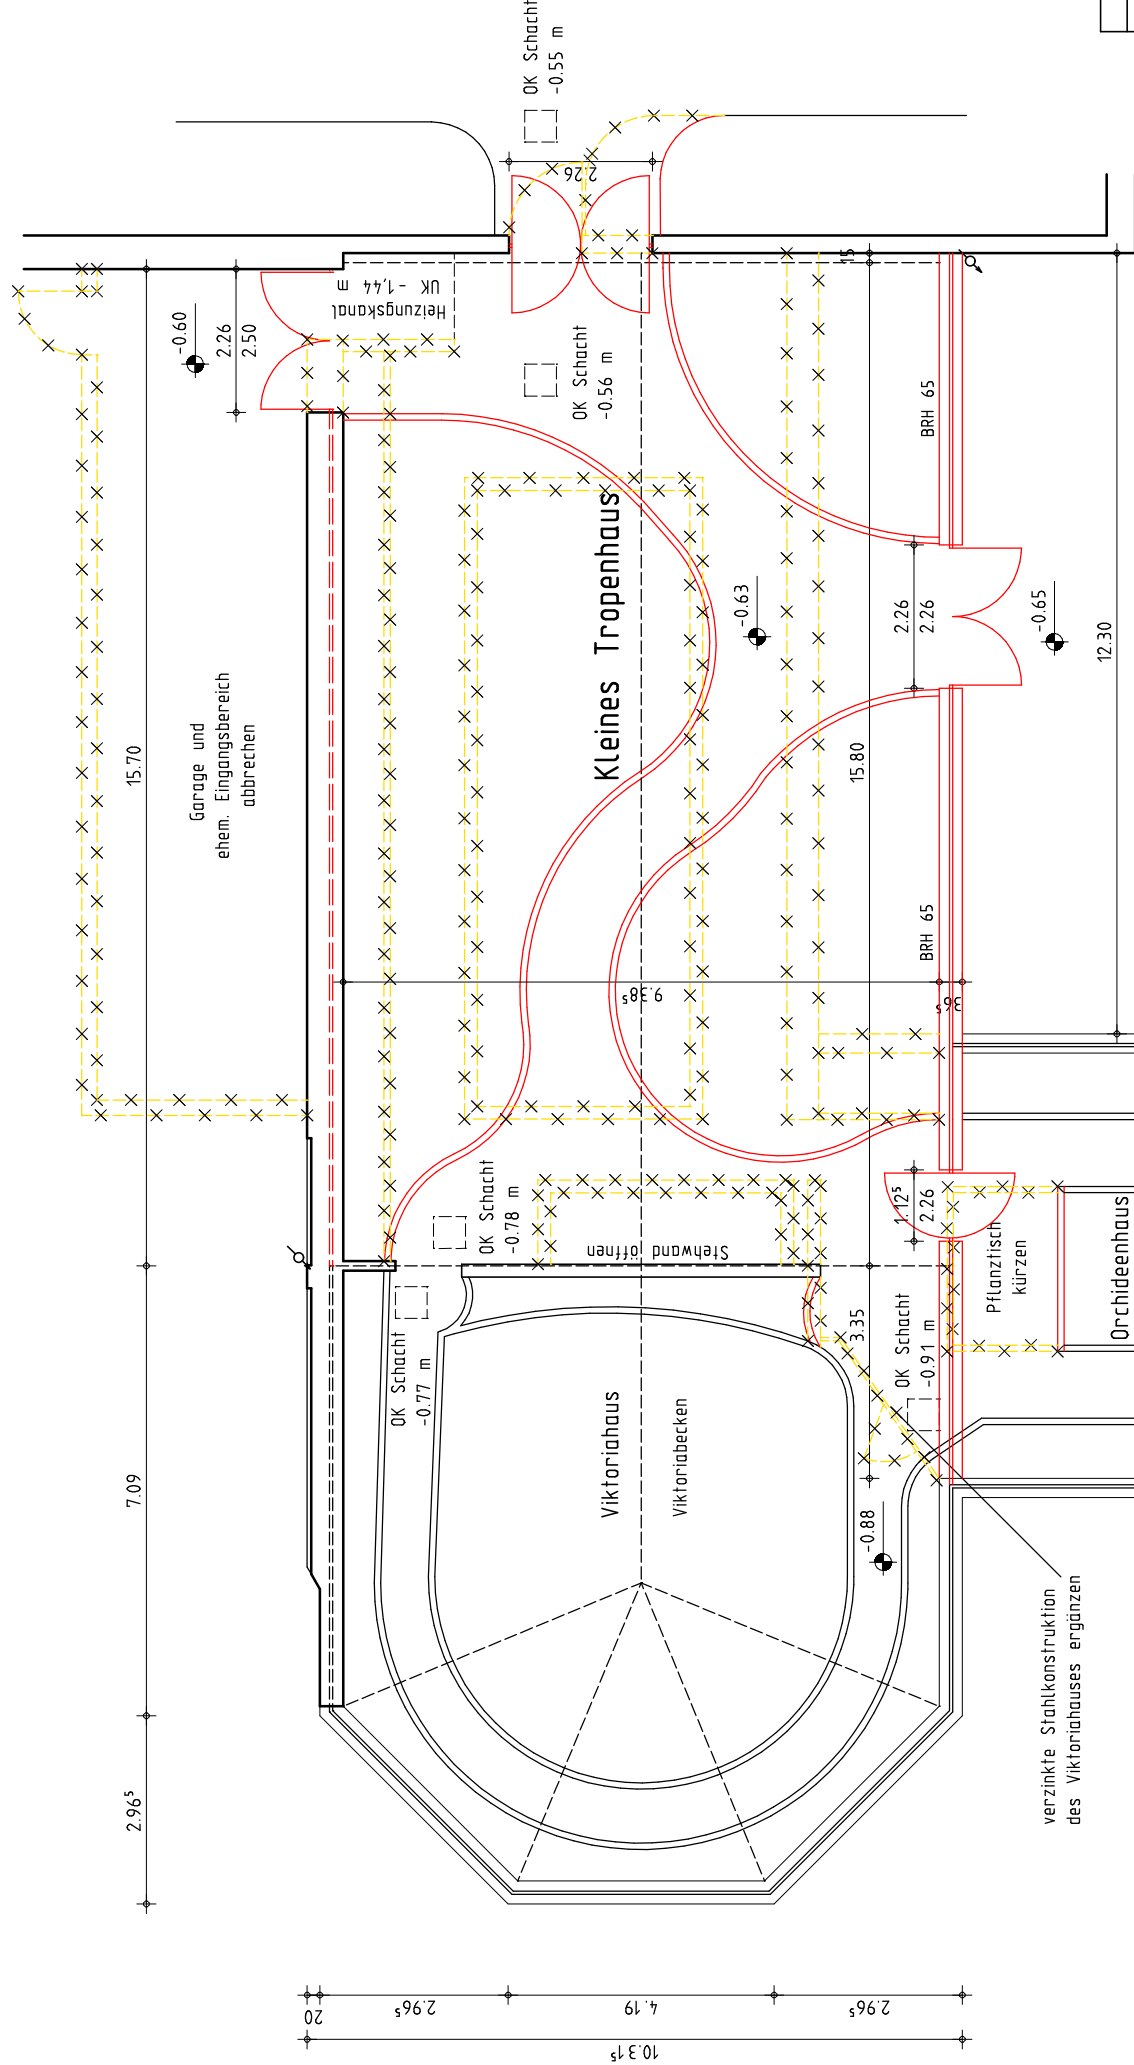 OK Schacht
-0.55 m
2.26
-0.60
2.26
2.50
Heizungskanal
UK -1,44 m
OK Schacht
-0.56 m
15
BRH 65
Kleines Tropenhaus
-0.63
2.26
2.26
-0.65
12.30
15.70
Garage und
ehem. Eingangsbereich
abbrechen
15.80
BRH 65
9.38⁵
36⁵
OK Schacht
-0.78 m
Stehwand öffnen
1.12⁵
2.26
Pflanztisch
kürzen
Orchideenhaus
OK Schacht
-0.77 m
3.35
OK Schacht
-0.91 m
7.09
Viktoriahaus
Viktoriabecken
-0.88
verzinkte Stahlkonstruktion
des Viktoriahauses ergänzen
2.96⁵
20
2.96⁵
4.19
2.96⁵
10.31⁵